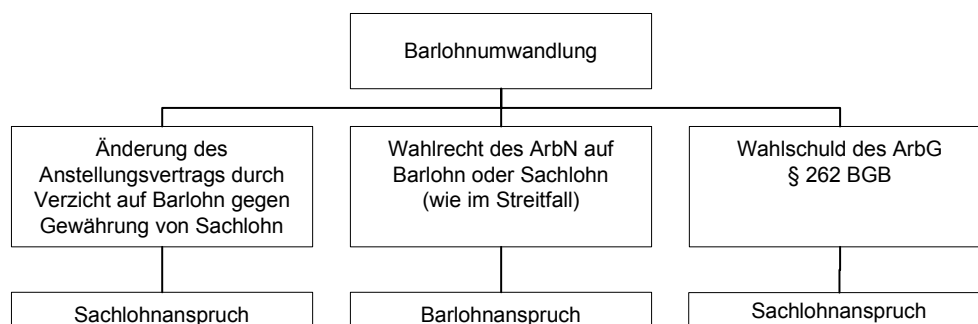 Barlohnumwandlung
Änderung des
Anstellungsvertrags durch
Verzicht auf Barlohn gegen
Gewährung von Sachlohn
Wahlrecht des ArbN auf
Barlohn oder Sachlohn
(wie im Streitfall)
Wahlschuld des ArbG
§ 262 BGB
Sachlohnanspruch
Barlohnanspruch
Sachlohnanspruch